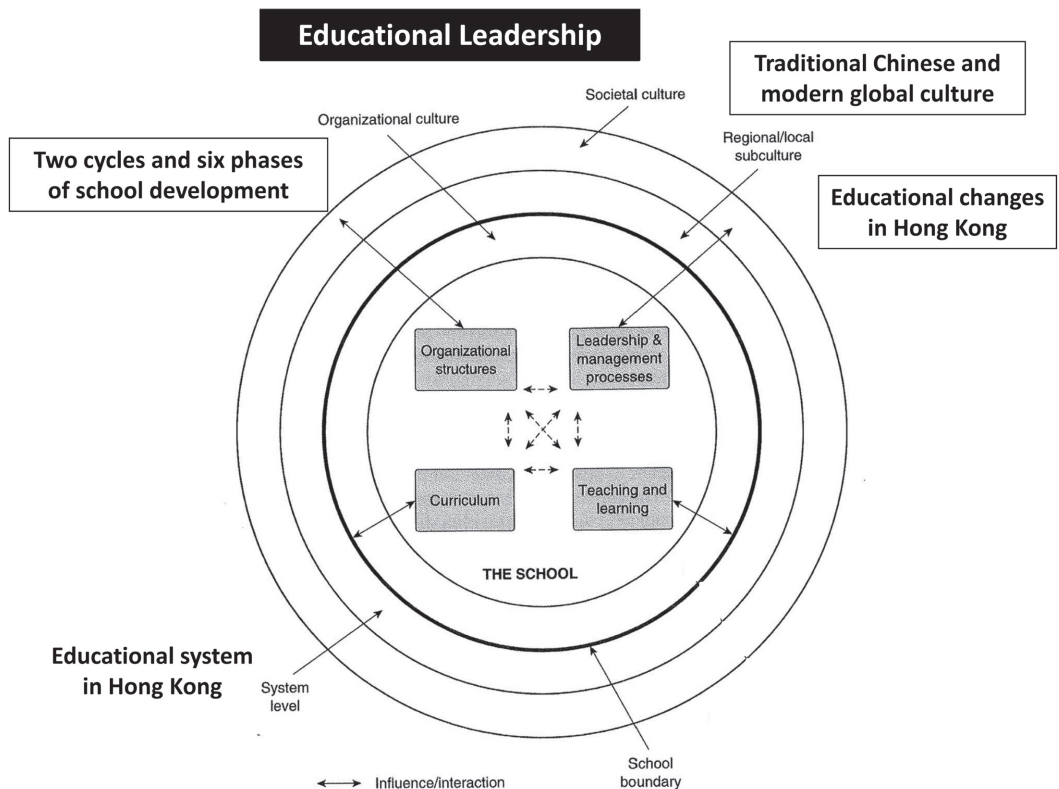 Educational Leadership
Traditional Chinese and
modern global culture
Societal culture
Organizational culture
Regional/local
subculture
Two cycles and six phases
of school development
Educational changes
in Hong Kong
Organizational
structures
Leadership &
management
processes
Curriculum
Teaching and
learning
THE SCHOOL
Educational system
in Hong Kong
System
level
School
boundary
Influence/interaction